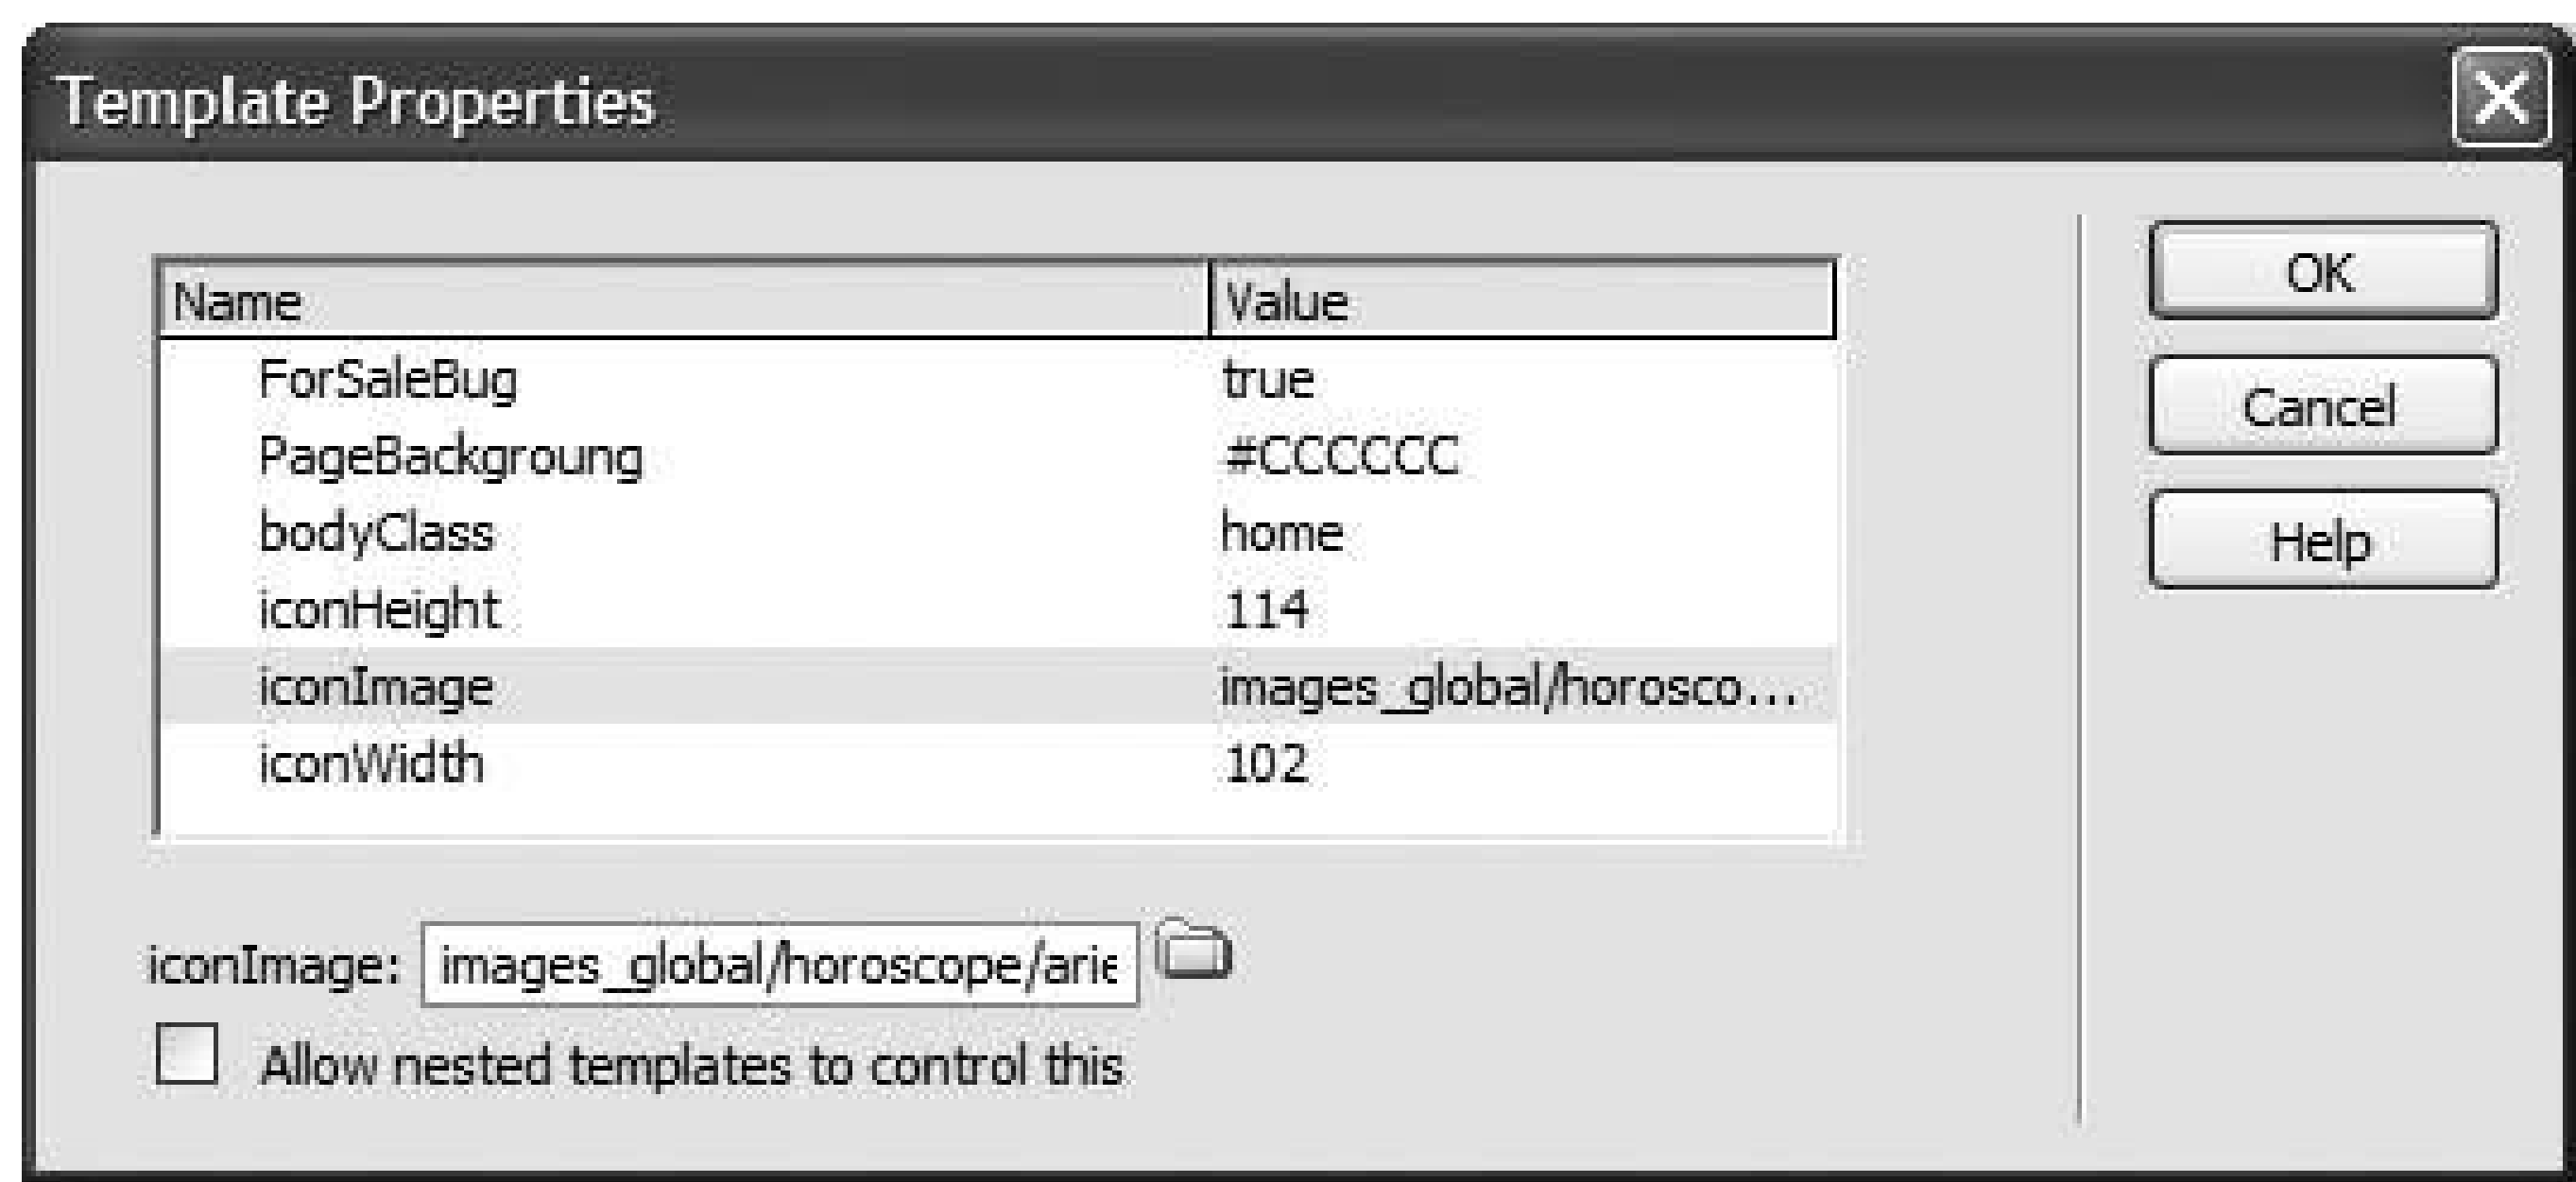 Template Properties
Name Value
ForSaleBug true
PageBackgroung #CCCCCC
bodyClass home
iconHeight 114
iconImage images_global/horosco...
iconWidth 102
iconImage: images_global/horoscope/arie
Allow nested templates to control this
OK
Cancel
Help